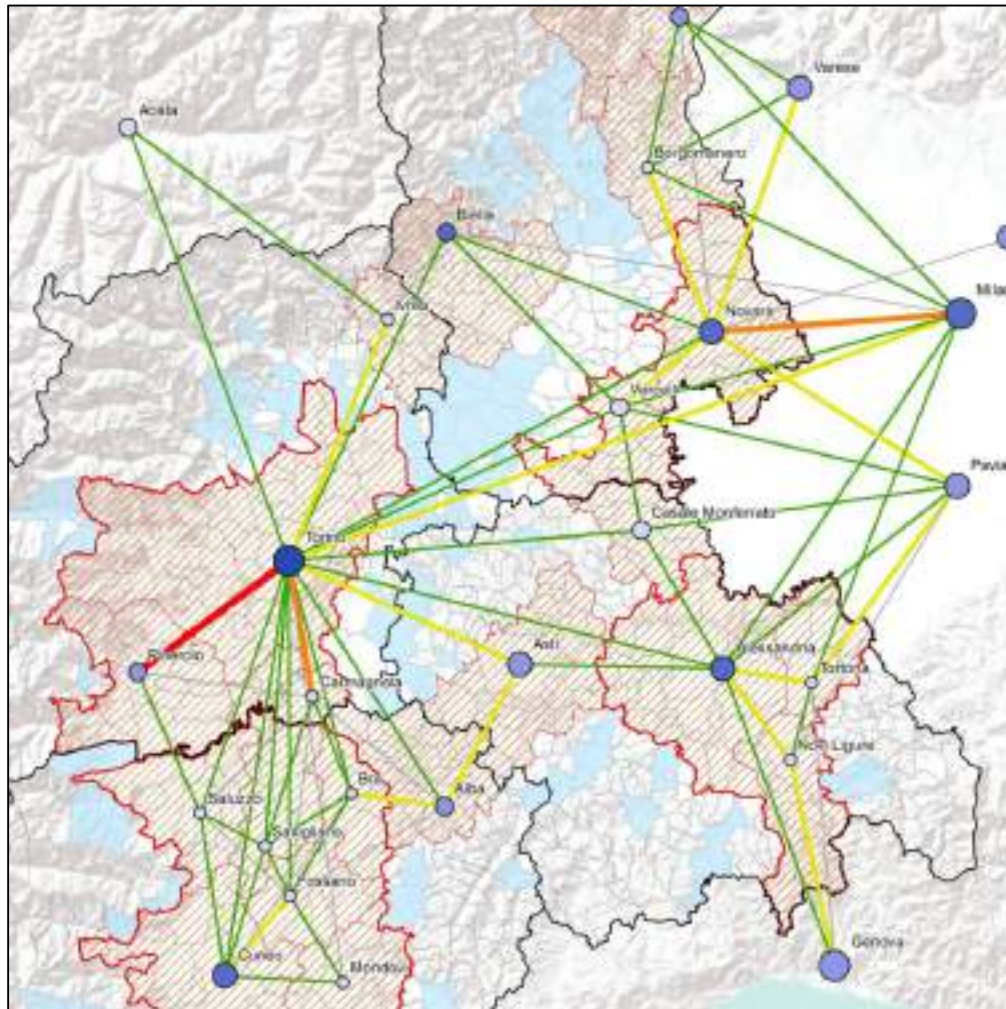 Varese
Aosta
Borgomanero
Biella
Ivrea
Novara
Mila
Vercelli
Pavia
Torino
Casale Monferrato
Asti
Alessandria
Tortona
Pinerolo
Carmagnola
Novi Ligure
Bra
Alba
Saluzzo
Savigliano
Fossano
Cuneo
Mondovì
Genova